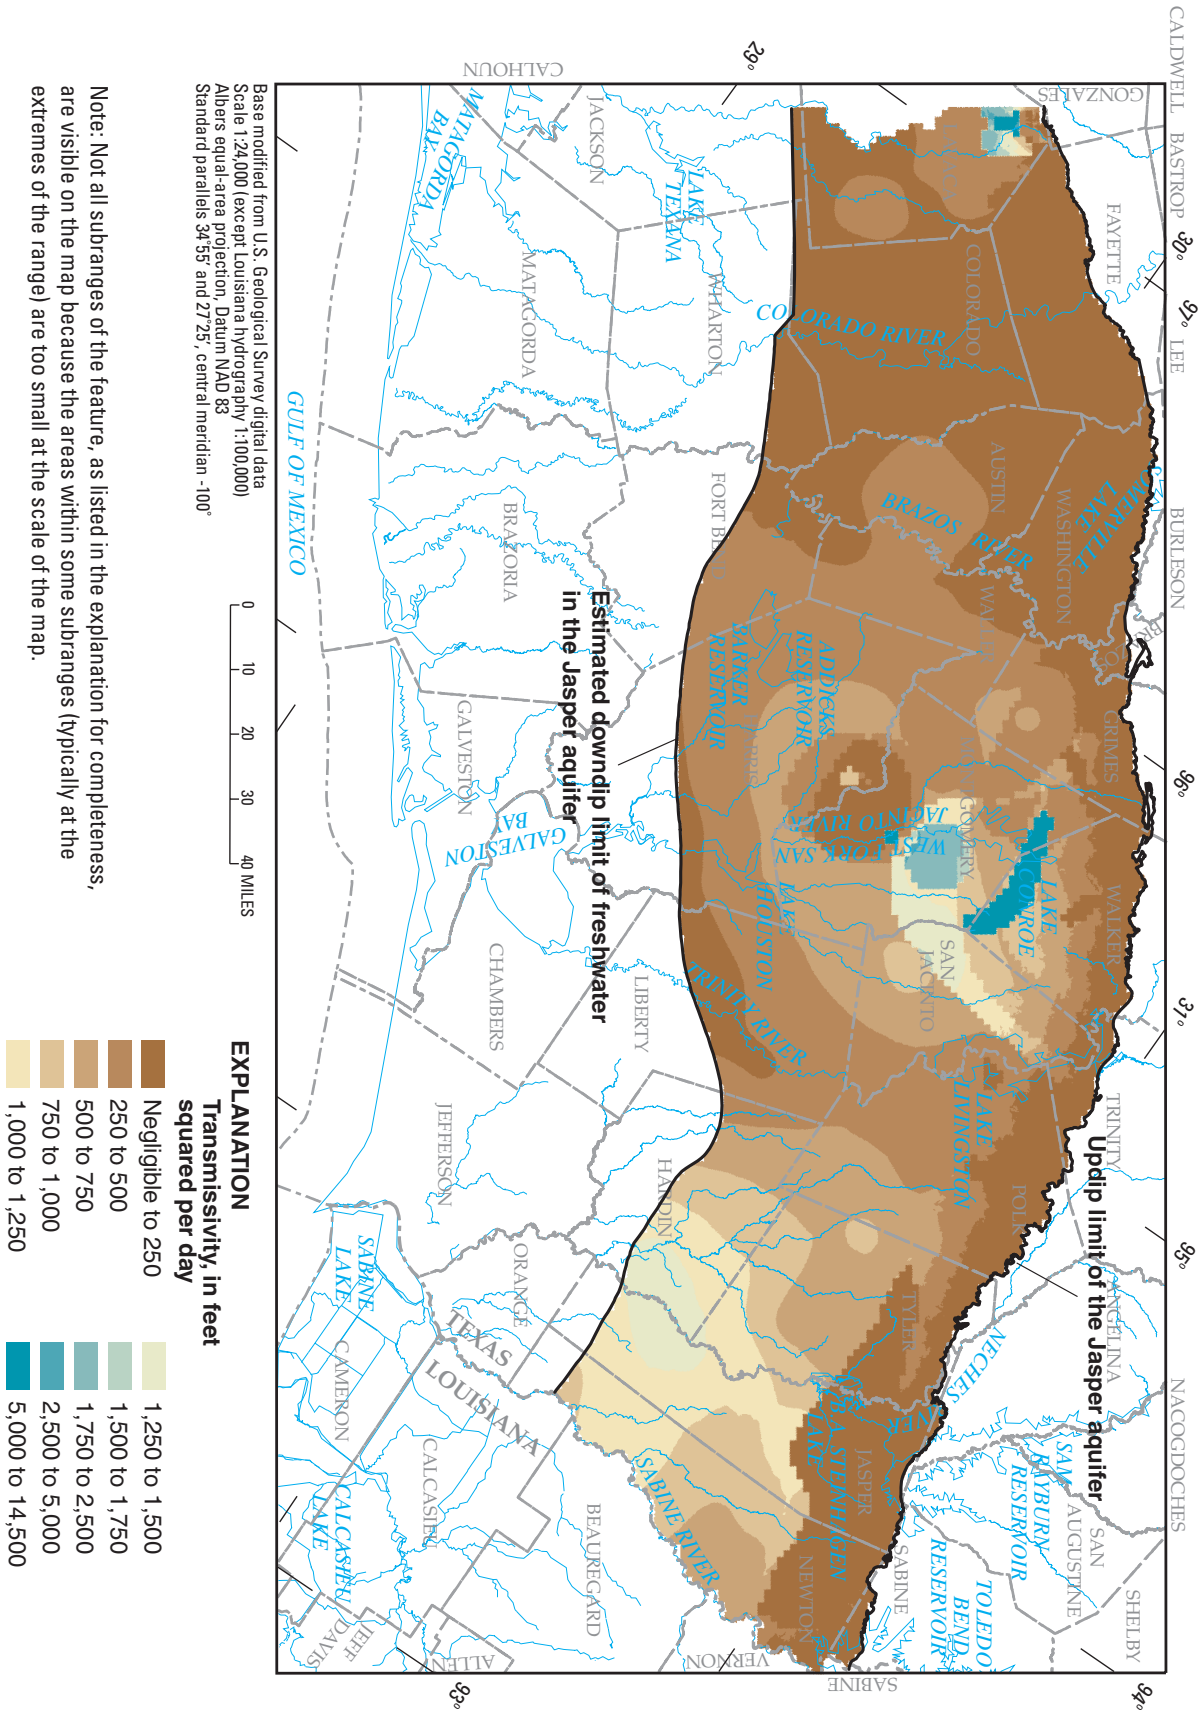 CALDWELL
BASTROP
30°
97°
LEE
BURLESON
96°
31°
95°
NACOGDOCHES
94°
GONZALES
FAYETTE
SOMERVILLE
LAKE
WASHINGTON
GRIMES
WALKER
TRINITY
Updip limit of the Jasper aquifer
ANGELINA
SAM
RAYBURN
RESERVOIR
SAN
AUGUSTINE
SHELBY
COLORADO
AUSTIN
BRAZOS
RIVER
LAKE
CONROE
SAN
JACINTO
POLK
LAKE
LIVINGSTON
TYLER
NECHES
JASPER
SABINE
TOLEDO
BEND
RESERVOIR
29°
COLORADO RIVER
ADDICKS
RESERVOIR
BARKER
RESERVOIR
WEST FORK SAN
JACINTO RIVER
MONTGOMERY
LAKE
HOUSTON
TRINITY RIVER
B.A. STEINHAGEN
LAKE
NEWTON
SABINE
JACKSON
LAKE
TEXANA
WHARTON
FORT BEND
Estimated downdip limit of freshwater
in the Jasper aquifer
LIBERTY
HARDIN
SABINE RIVER
VERNON
CALHOUN
MATAGORDA
BAY
MATAGORDA
BRAZORIA
GALVESTON
GALVESTON
BAY
CHAMBERS
JEFFERSON
ORANGE
TEXAS
LOUISIANA
BEAUREGARD
GULF OF MEXICO
SABINE
LAKE
CAMERON
CALCASIEU
CALCASIEU
LAKE
JEFF
DAVIS
ALLEN
93°
Base modified from U.S. Geological Survey digital data
Scale 1:24,000 (except Louisiana hydrography 1:100,000)
Albers equal-area projection, Datum NAD 83
Standard parallels 34°55' and 27°25', central meridian -100°
0 10 20 30 40 MILES
Note: Not all subranges of the feature, as listed in the explanation for completeness,
are visible on the map because the areas within some subranges (typically at the
extremes of the range) are too small at the scale of the map.
EXPLANATION
Transmissivity, in feet
squared per day
Negligible to 250
250 to 500
500 to 750
750 to 1,000
1,000 to 1,250
1,250 to 1,500
1,500 to 1,750
1,750 to 2,500
2,500 to 5,000
5,000 to 14,500